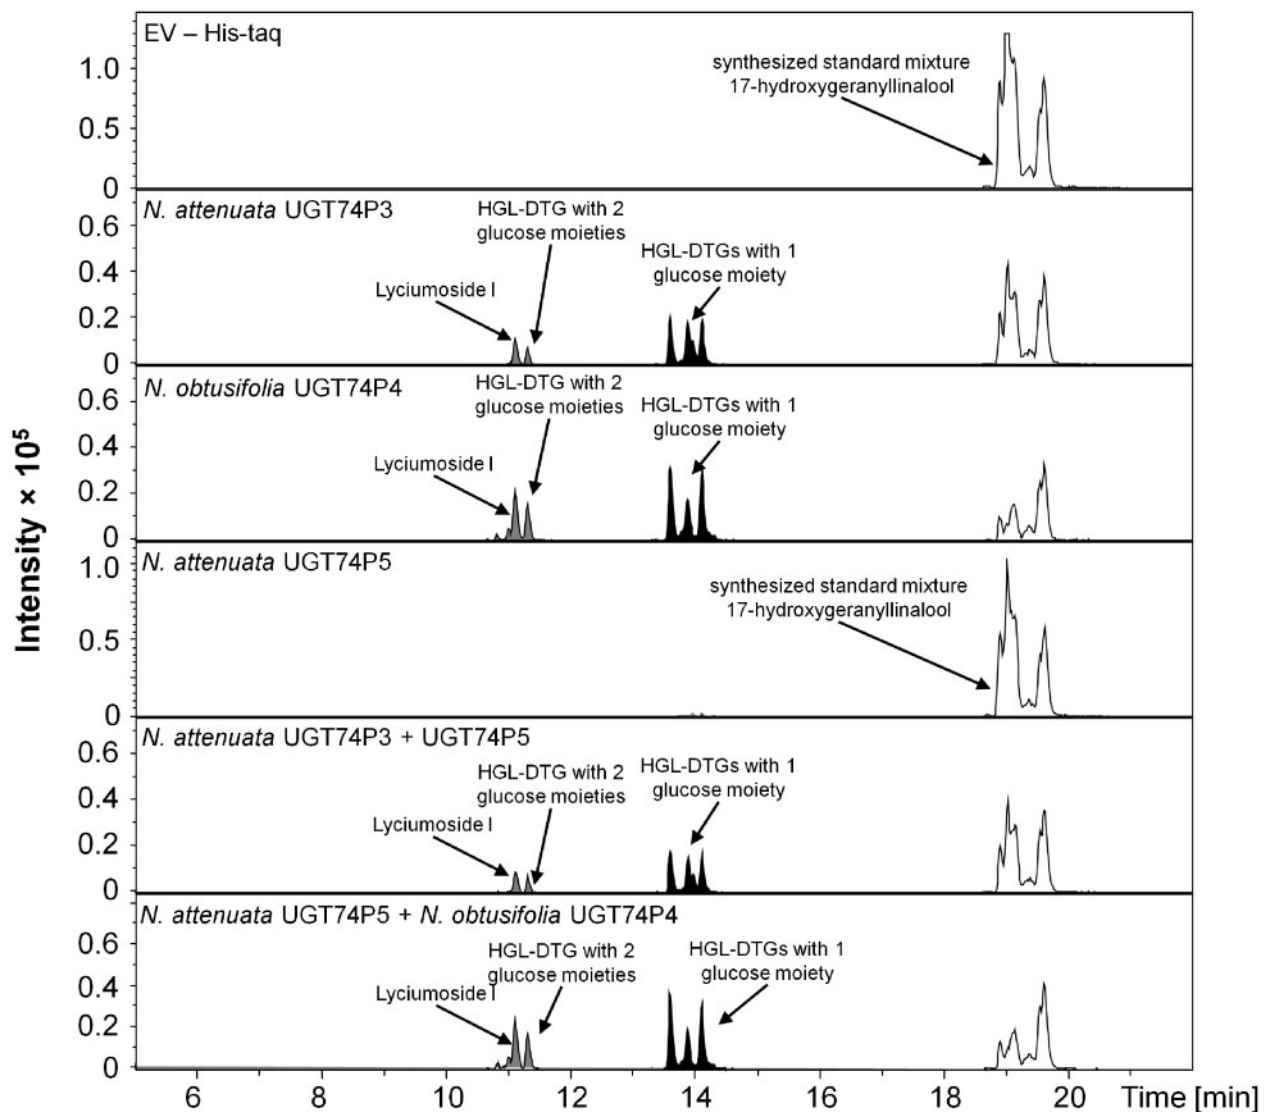 EV – His-taq
synthesized standard mixture
17-hydroxygeranyllinalool
1.0
0.5
0
N. attenuata UGT74P3
HGL-DTG with 2
glucose moieties
HGL-DTGs with 1
glucose moiety
Lyciumoside I
0.6
0.4
0.2
0
N. obtusifolia UGT74P4
HGL-DTG with 2
glucose moieties
HGL-DTGs with 1
glucose moiety
Lyciumoside I
0.6
0.4
0.2
0
Intensity × 10⁵
N. attenuata UGT74P5
synthesized standard mixture
17-hydroxygeranyllinalool
1.0
0.5
0
N. attenuata UGT74P3 + UGT74P5
HGL-DTG with 2
glucose moieties
HGL-DTGs with 1
glucose moiety
Lyciumoside I
0.6
0.4
0.2
0
N. attenuata UGT74P5 + N. obtusifolia UGT74P4
HGL-DTG with 2
glucose moieties
HGL-DTGs with 1
glucose moiety
Lyciumoside I
0.6
0.4
0.2
0
6 8 10 12 14 16 18 20 Time [min]